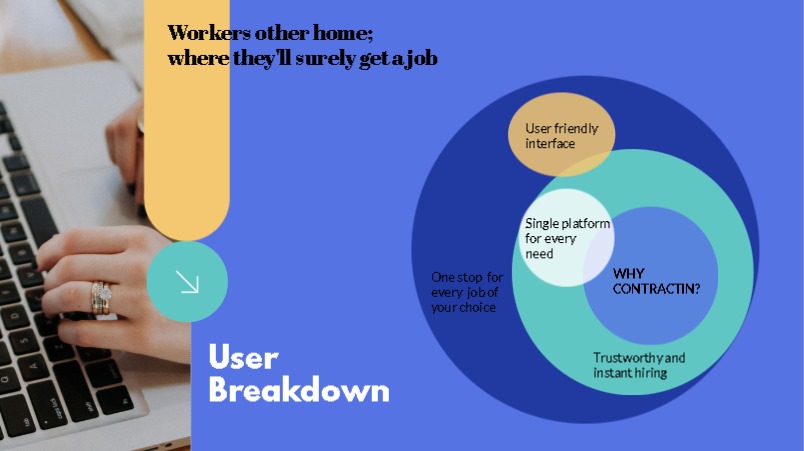 Workers other home;
where they'll surely get a job
User friendly
interface
Single platform
for every
need
One stop for
every job of
your choice
WHY
CONTRACTIN?
Trustworthy and
instant hiring
User
Breakdown